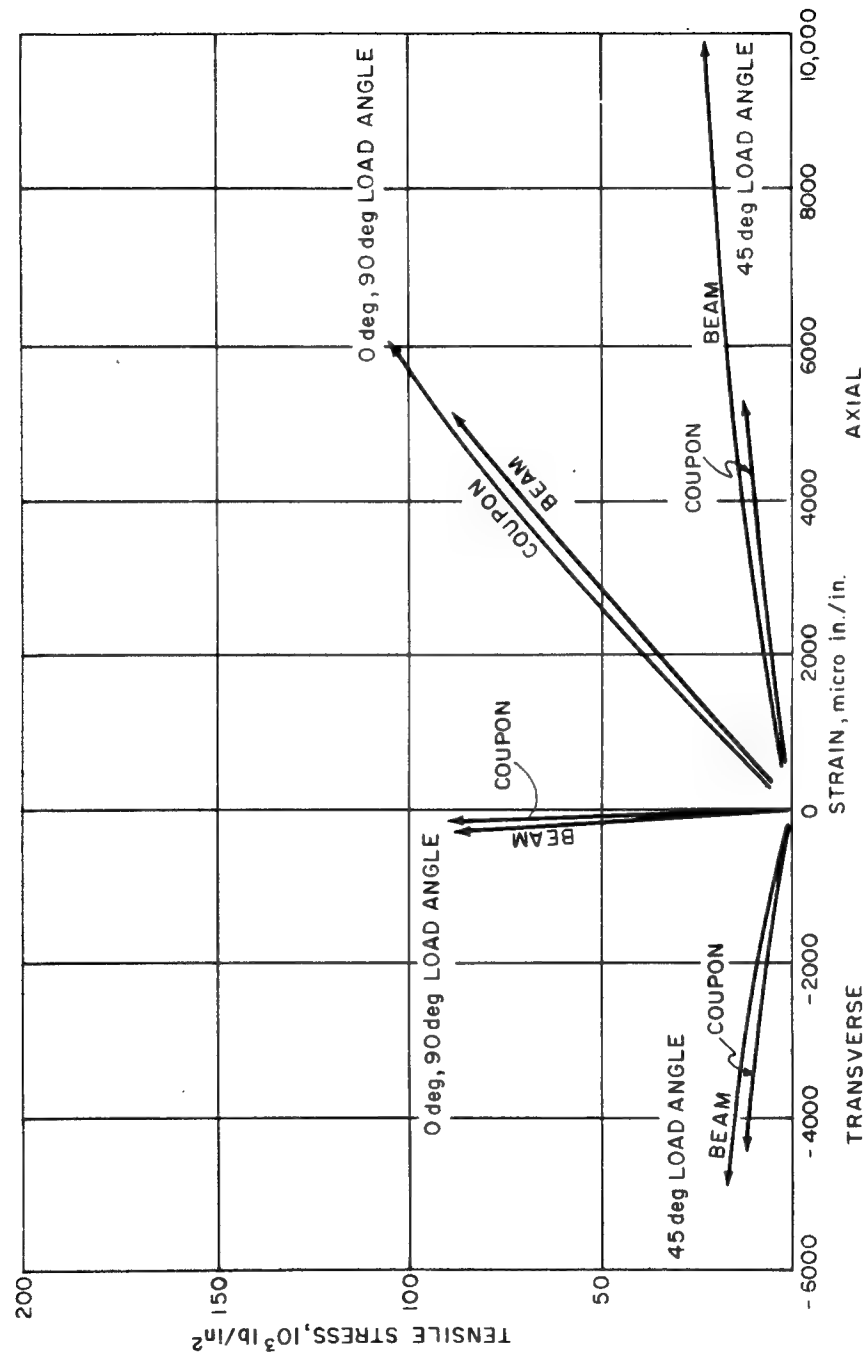 TENSILE STRESS, 10³ lb/in²
200
150
100
50
0 deg, 90 deg LOAD ANGLE
0 deg, 90 deg LOAD ANGLE
COUPON
BEAM
COUPON
BEAM
45 deg LOAD ANGLE
BEAM
COUPON
BEAM
COUPON
45 deg LOAD ANGLE
-6000
-4000
-2000
0
2000
4000
6000
8000
10,000
STRAIN, micro in./in.
TRANSVERSE
AXIAL